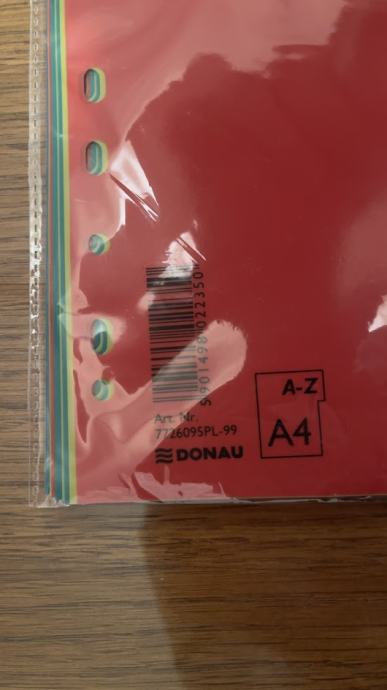 5901498022350
Art. Nr.
7726095PL-99
DONAU
A-Z
A4